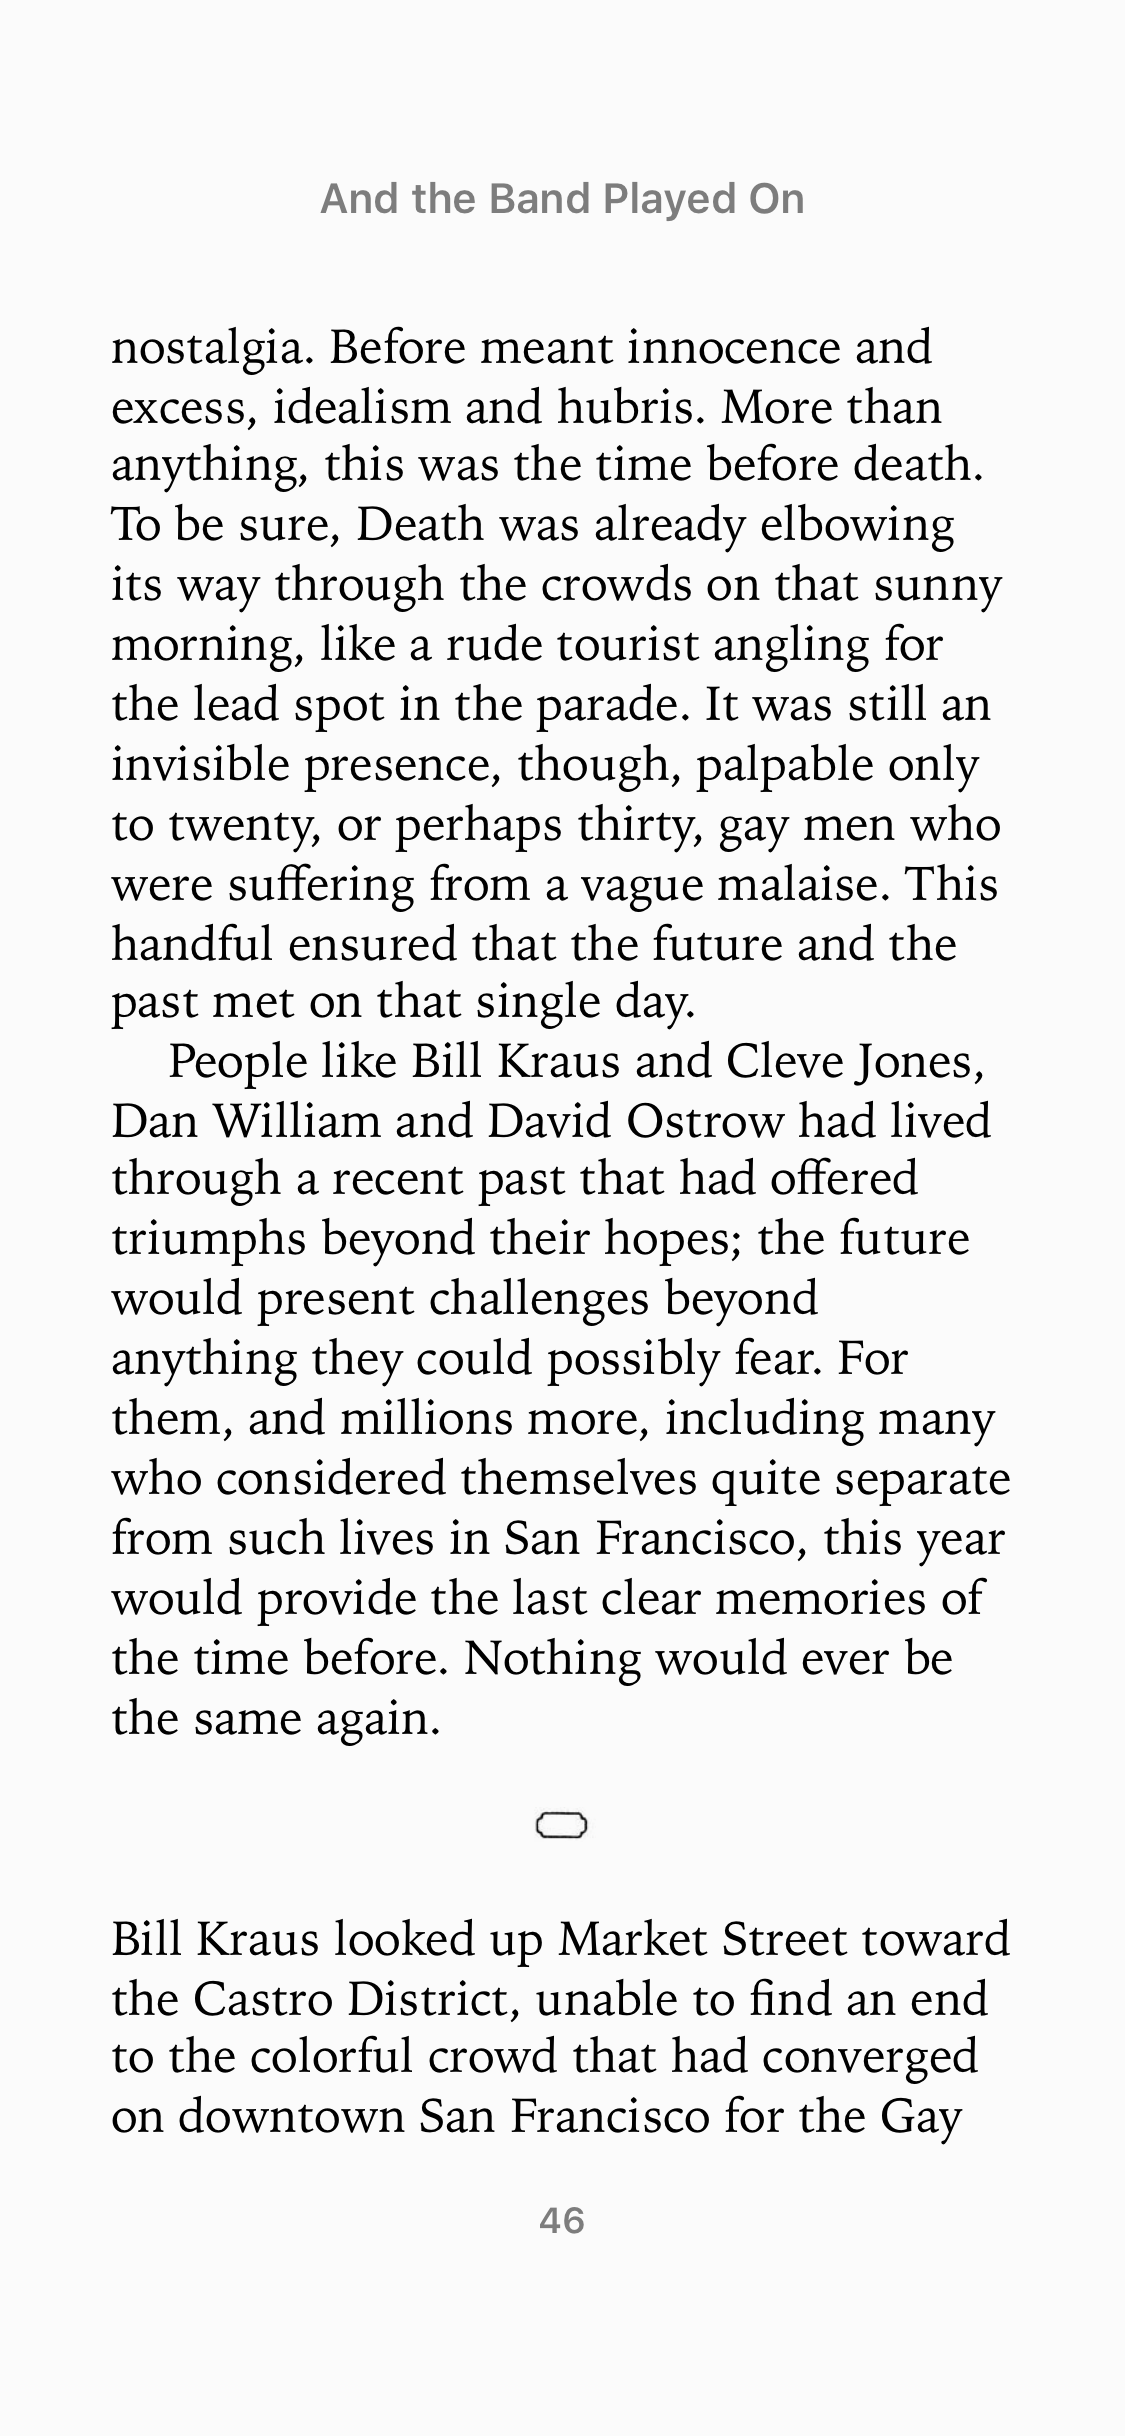 And the Band Played On
nostalgia. Before meant innocence and
excess, idealism and hubris. More than
anything, this was the time before death.
To be sure, Death was already elbowing
its way through the crowds on that sunny
morning, like a rude tourist angling for
the lead spot in the parade. It was still an
invisible presence, though, palpable only
to twenty, or perhaps thirty, gay men who
were suffering from a vague malaise. This
handful ensured that the future and the
past met on that single day.
People like Bill Kraus and Cleve Jones,
Dan William and David Ostrow had lived
through a recent past that had offered
triumphs beyond their hopes; the future
would present challenges beyond
anything they could possibly fear. For
them, and millions more, including many
who considered themselves quite separate
from such lives in San Francisco, this year
would provide the last clear memories of
the time before. Nothing would ever be
the same again.
Bill Kraus looked up Market Street toward
the Castro District, unable to find an end
to the colorful crowd that had converged
on downtown San Francisco for the Gay
46